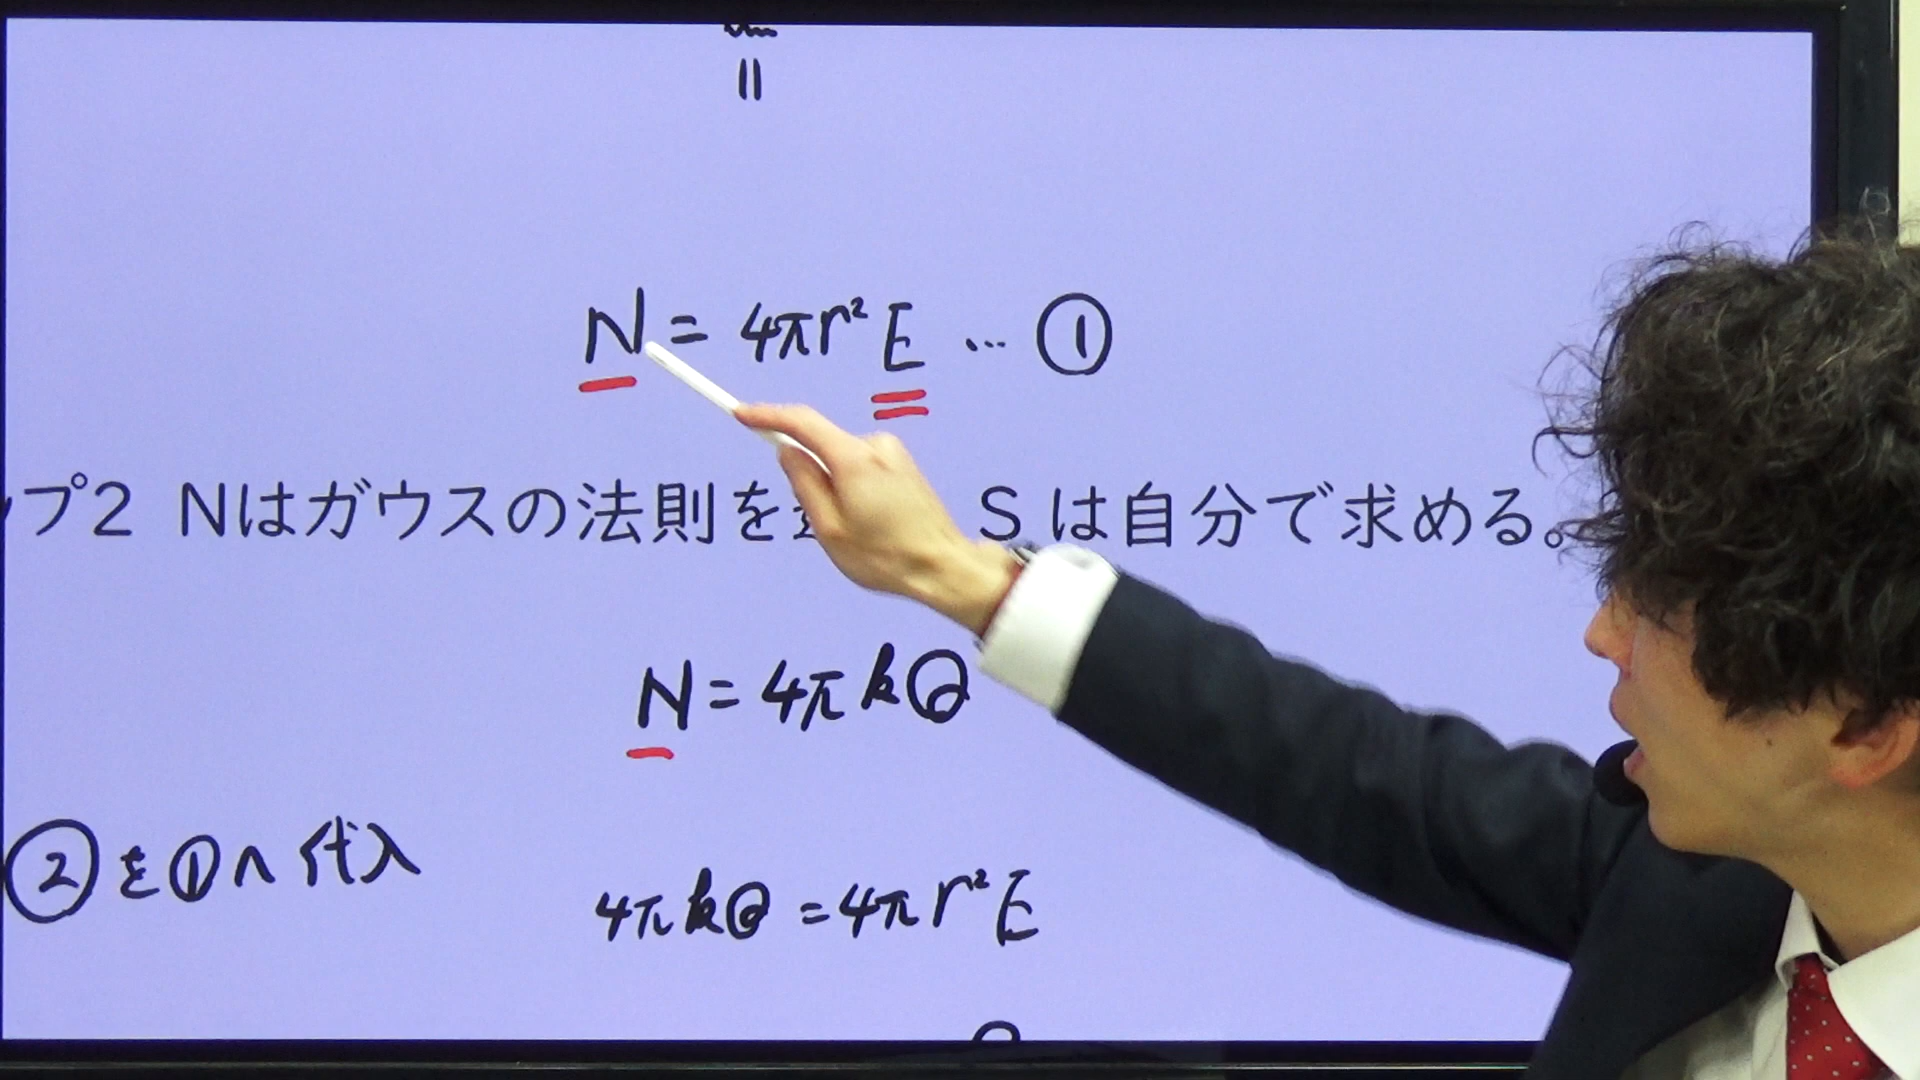 N = 4πr²E … ①
プ2 Nはガウスの法則を Sは自分で求める。
N = 4πkQ
②を①へ代入
4πkQ = 4πr²E